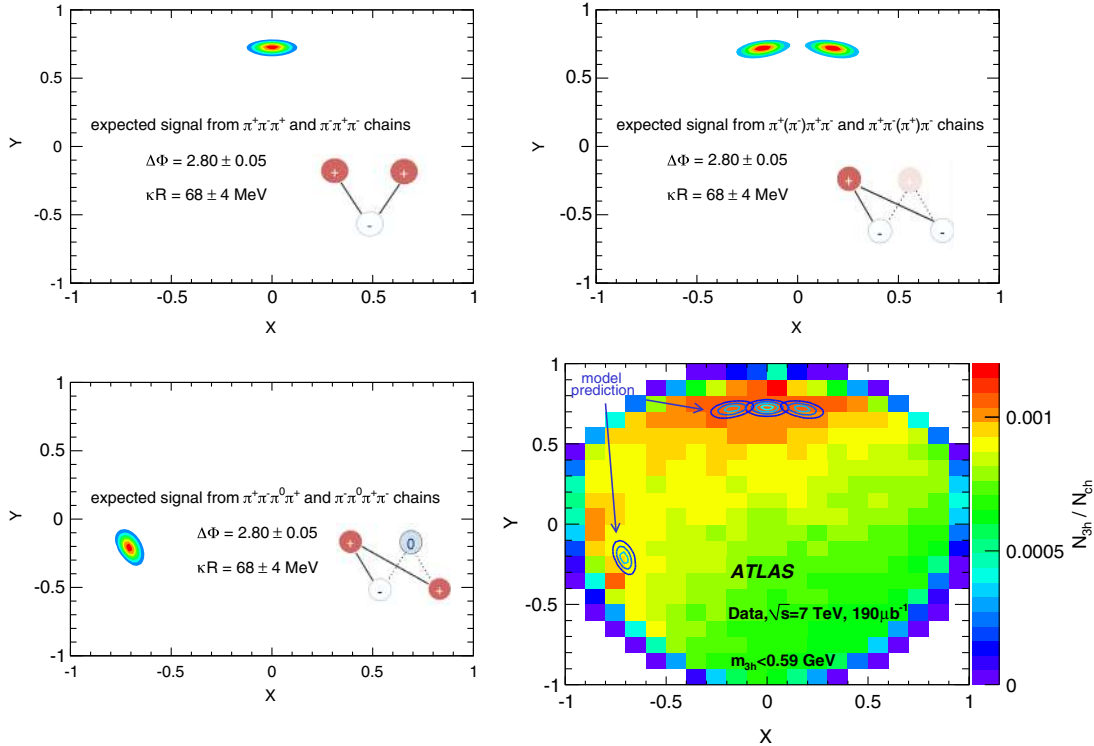 1
0.5
0
-0.5
-1
Y
expected signal from π⁺π⁻π⁺ and π⁻π⁺π⁻ chains
ΔΦ = 2.80 ± 0.05
κR = 68 ± 4 MeV
+ +
-
-1 -0.5 0 0.5 1
X
1
0.5
0
-0.5
-1
Y
expected signal from π⁺(π⁻)π⁺π⁻ and π⁺π⁻(π⁺)π⁻ chains
ΔΦ = 2.80 ± 0.05
κR = 68 ± 4 MeV
+ +
- -
-1 -0.5 0 0.5 1
X
1
0.5
0
-0.5
-1
Y
expected signal from π⁺π⁻π⁰π⁺ and π⁻π⁰π⁺π⁻ chains
ΔΦ = 2.80 ± 0.05
κR = 68 ± 4 MeV
+ 0
- +
-1 -0.5 0 0.5 1
X
1
0.5
0
-0.5
-1
Y
model
prediction
ATLAS
Data, √s=7 TeV, 190μb⁻¹
m₃ₕ<0.59 GeV
-1 -0.5 0 0.5 1
X
0.001
0.0005
0
N₃ₕ / N_ch